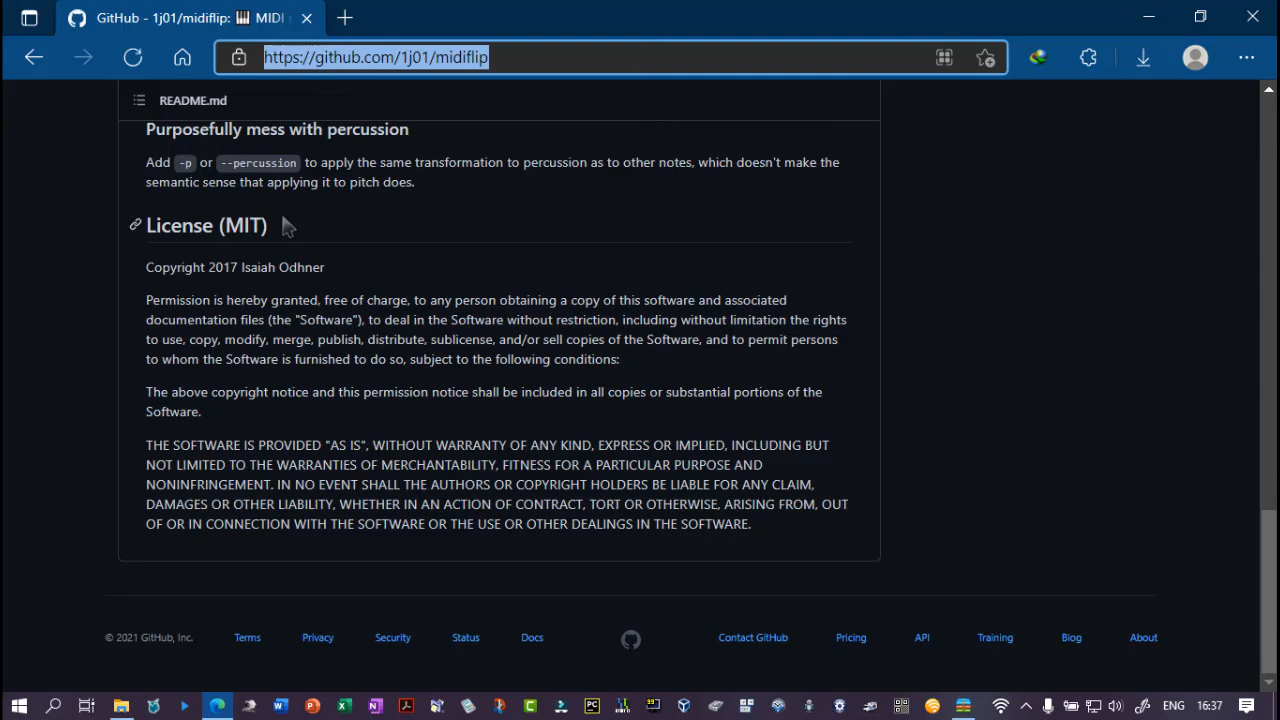 GitHub - 1j01/midiflip: 🎹 MIDI
https://github.com/1j01/midiflip
README.md
Purposefully mess with percussion
Add -p or --percussion to apply the same transformation to percussion as to other notes, which doesn't make the
semantic sense that applying it to pitch does.
License (MIT)
Copyright 2017 Isaiah Odhner
Permission is hereby granted, free of charge, to any person obtaining a copy of this software and associated
documentation files (the "Software"), to deal in the Software without restriction, including without limitation the rights
to use, copy, modify, merge, publish, distribute, sublicense, and/or sell copies of the Software, and to permit persons
to whom the Software is furnished to do so, subject to the following conditions:
The above copyright notice and this permission notice shall be included in all copies or substantial portions of the
Software.
THE SOFTWARE IS PROVIDED "AS IS", WITHOUT WARRANTY OF ANY KIND, EXPRESS OR IMPLIED, INCLUDING BUT
NOT LIMITED TO THE WARRANTIES OF MERCHANTABILITY, FITNESS FOR A PARTICULAR PURPOSE AND
NONINFRINGEMENT. IN NO EVENT SHALL THE AUTHORS OR COPYRIGHT HOLDERS BE LIABLE FOR ANY CLAIM,
DAMAGES OR OTHER LIABILITY, WHETHER IN AN ACTION OF CONTRACT, TORT OR OTHERWISE, ARISING FROM, OUT
OF OR IN CONNECTION WITH THE SOFTWARE OR THE USE OR OTHER DEALINGS IN THE SOFTWARE.
© 2021 GitHub, Inc. Terms Privacy Security Status Docs Contact GitHub Pricing API Training Blog About
ENG 16:37